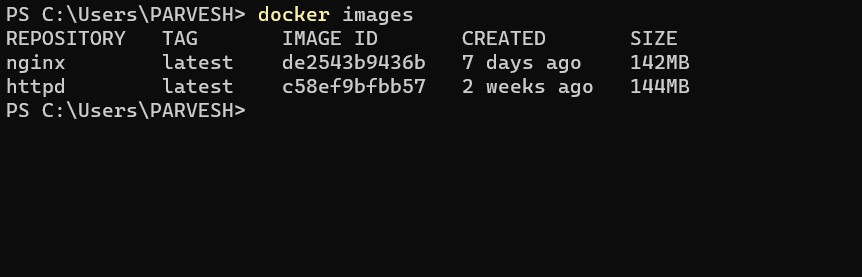 PS C:\Users\PARVESH> docker images
REPOSITORY   TAG       IMAGE ID       CREATED       SIZE
nginx        latest    de2543b9436b   7 days ago    142MB
httpd        latest    c58ef9bfbb57   2 weeks ago   144MB
PS C:\Users\PARVESH>